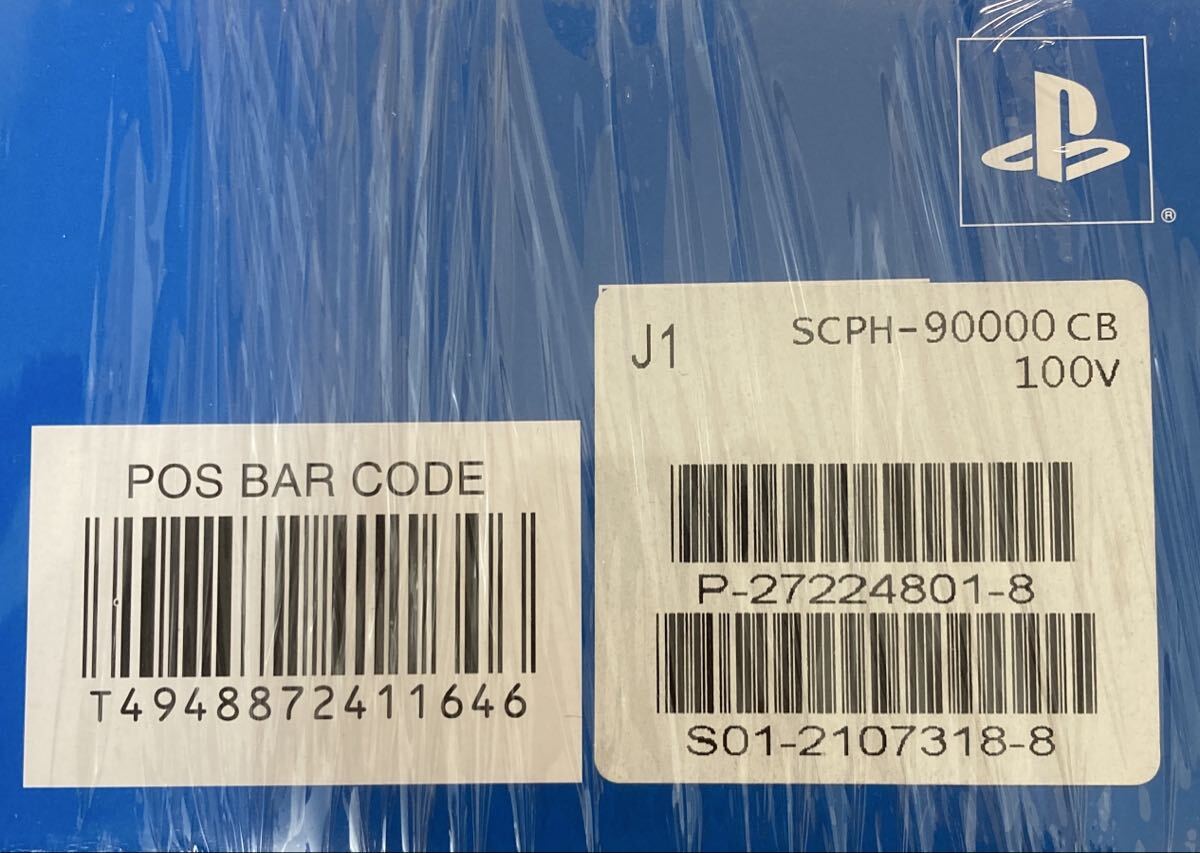 ®
J1
SCPH-90000 CB
100V
POS BAR CODE
T4948872411646
P-27224801-8
S01-2107318-8